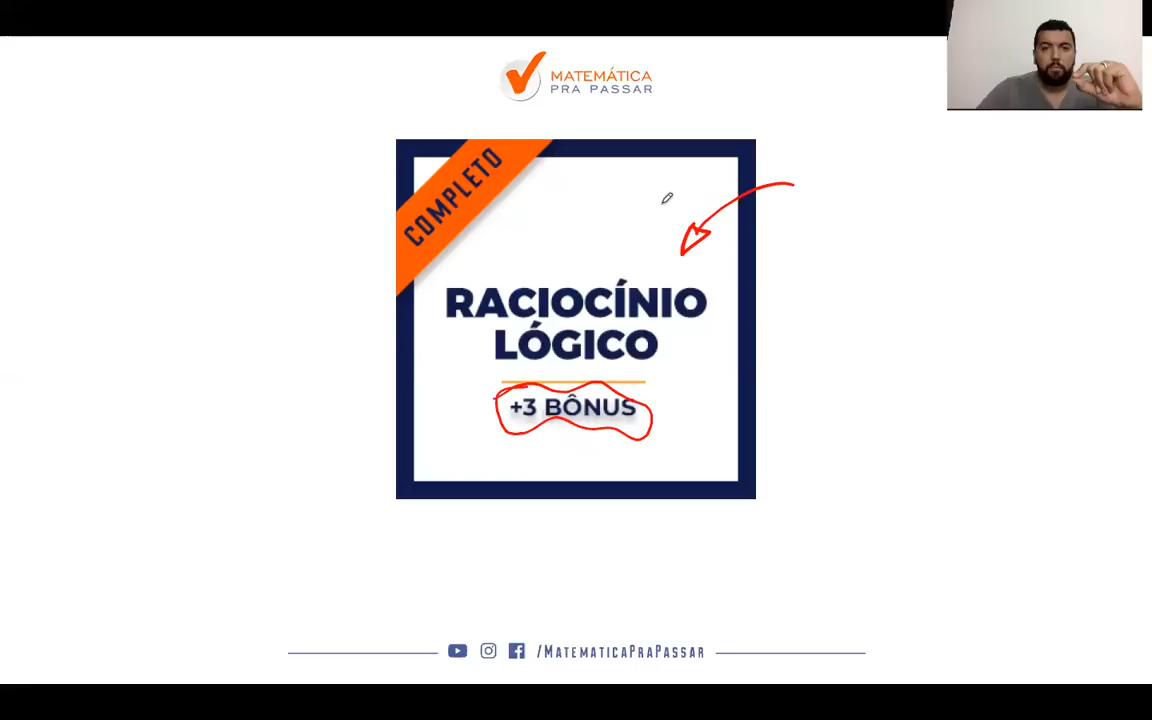 MATEMÁTICA
PRA PASSAR
COMPLETO
RACIOCÍNIO
LÓGICO
+3 BÔNUS
/MATEMATICAPRAPASSAR